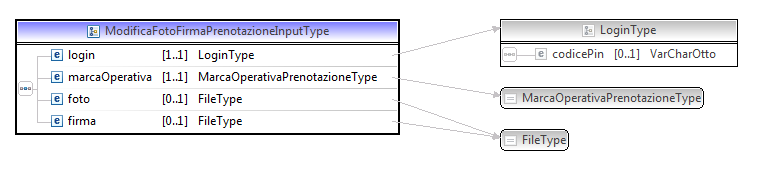 ModificaFotoFirmaPrenotazioneInputType
login [1..1] LoginType
marcaOperativa [1..1] MarcaOperativaPrenotazioneType
foto [0..1] FileType
firma [0..1] FileType
LoginType
codicePin [0..1] VarCharOtto
MarcaOperativaPrenotazioneType
FileType